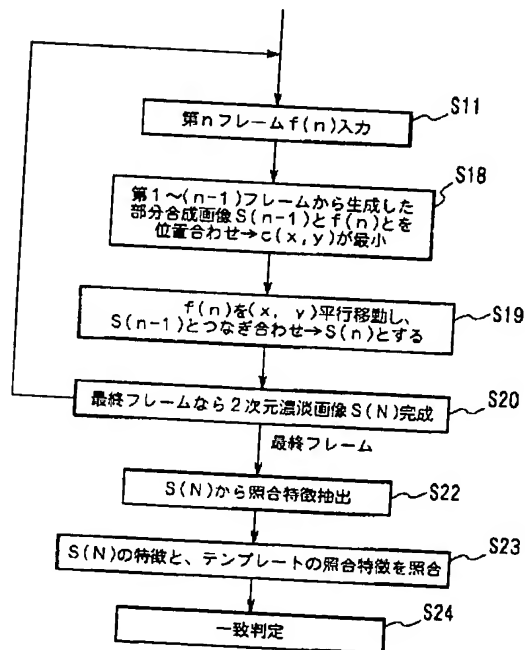 S11
第nフレームf(n)入力
S18
第1~(n-1)フレームから生成した
部分合成画像S(n-1)とf(n)とを
位置合わせ→c(x,y)が最小
f(n)を(x, y)平行移動し、
S(n-1)とつなぎ合わせ→S(n)とする
S19
最終フレームなら2次元濃淡画像S(N)完成
S20
最終フレーム
S(N)から照合特徴抽出
S22
S(N)の特徴と、テンプレートの照合特徴を照合
S23
S24
一致判定